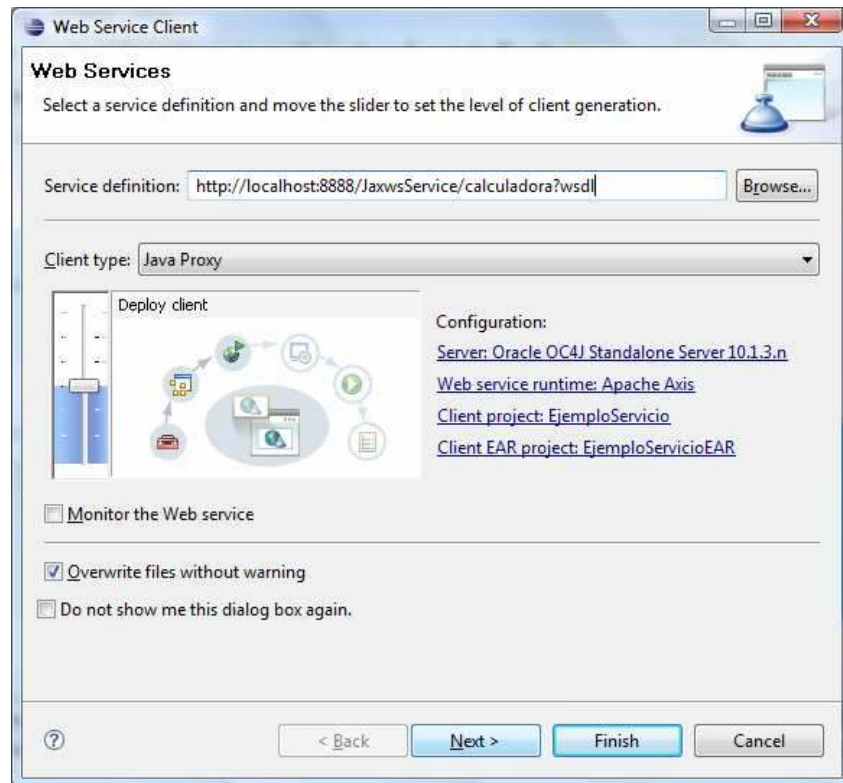 Web Service Client
Web Services
Select a service definition and move the slider to set the level of client generation.
Service definition: http://localhost:8888/JaxwsService/calculadora?wsdl Browse...
Client type: Java Proxy
Deploy client
Configuration:
Server: Oracle OC4J Standalone Server 10.1.3.n
Web service runtime: Apache Axis
Client project: EjemploServicio
Client EAR project: EjemploServicioEAR
Monitor the Web service
Overwrite files without warning
Do not show me this dialog box again.
? < Back Next > Finish Cancel